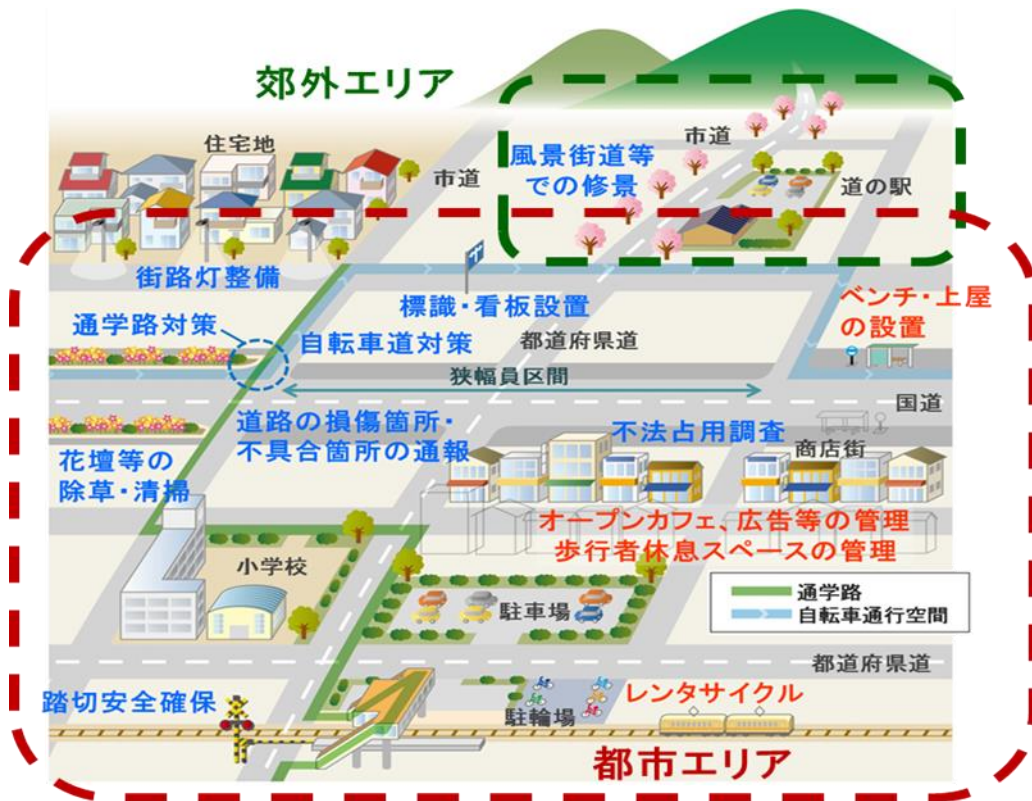 郊外エリア
住宅地
市道
市道
風景街道等
での修景
道の駅
街路灯整備
標識・看板設置
ベンチ・上屋
の設置
通学路対策
自転車道対策
都道府県道
狭幅員区間
国道
道路の損傷箇所・
不具合箇所の通報
不法占用調査
商店街
花壇等の
除草・清掃
オープンカフェ、広告等の管理
歩行者休息スペースの管理
小学校
通学路
自転車通行空間
駐車場
都道府県道
踏切安全確保
駐輪場
レンタサイクル
都市エリア